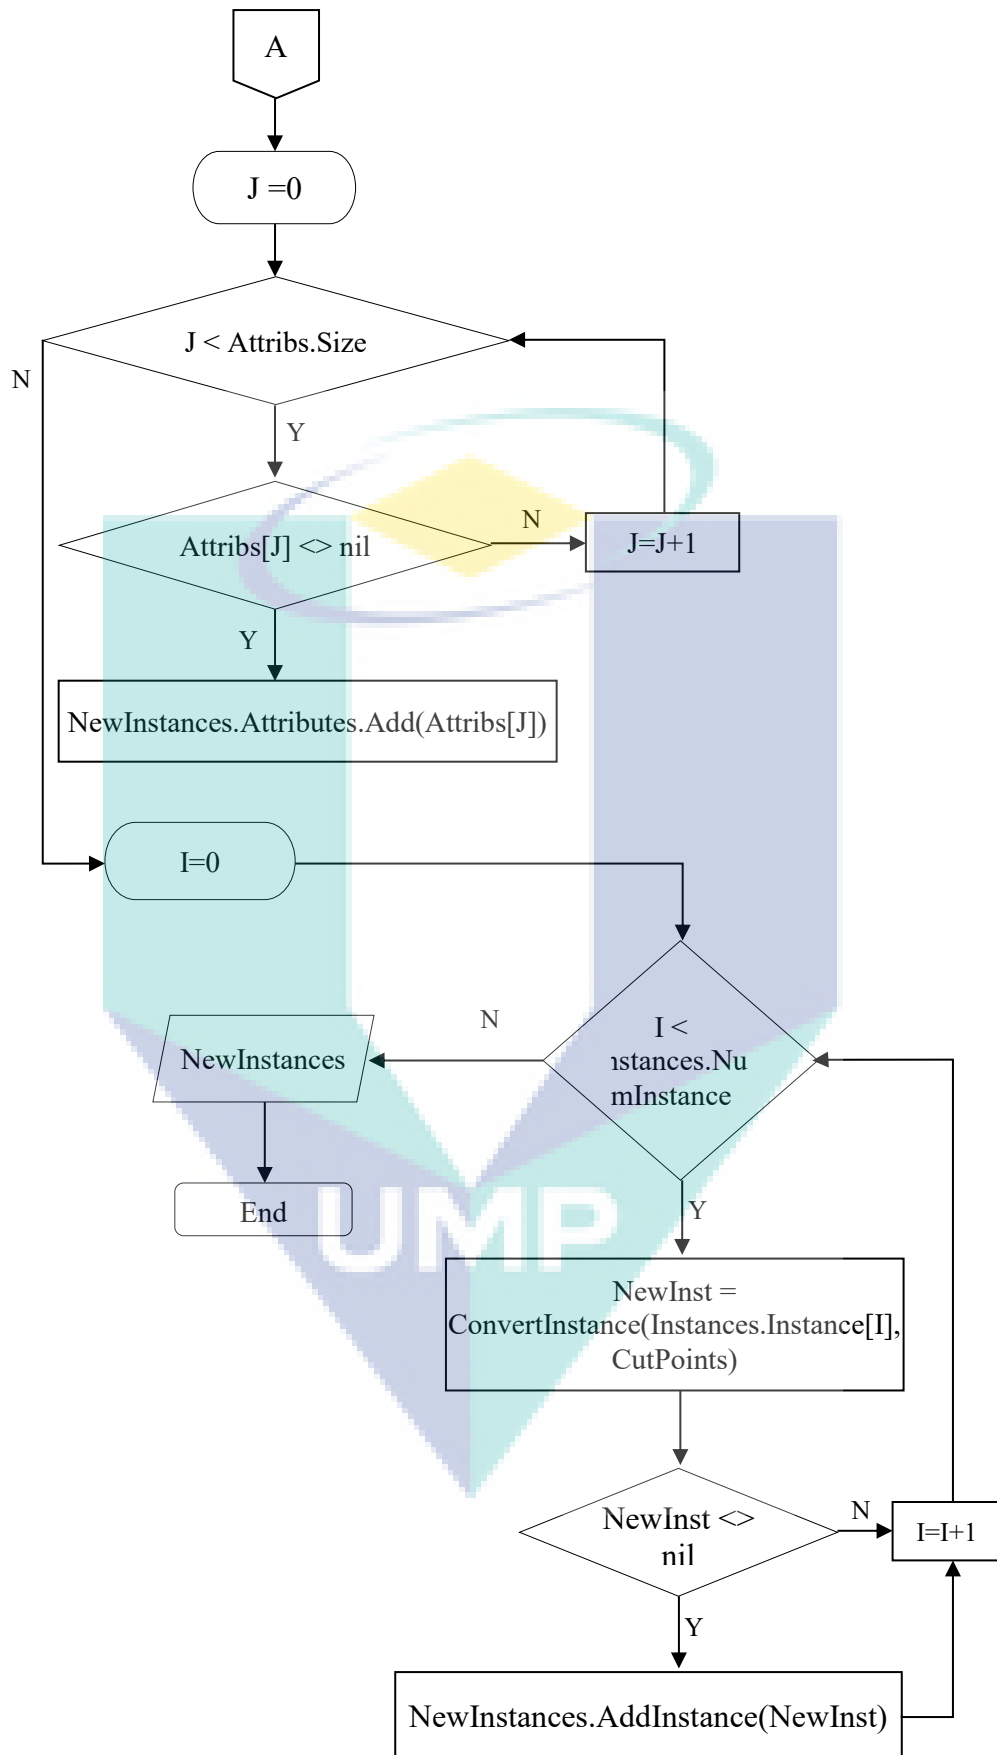 A
J =0
J < Attribs.Size
N
Y
Attribs[J] <> nil
N
J=J+1
Y
NewInstances.Attributes.Add(Attribs[J])
I=0
I <
nstances.Nu
mInstance
N
NewInstances
End
UMP
Y
NewInst =
ConvertInstance(Instances.Instance[I],
CutPoints)
NewInst <>
nil
N
I=I+1
Y
NewInstances.AddInstance(NewInst)